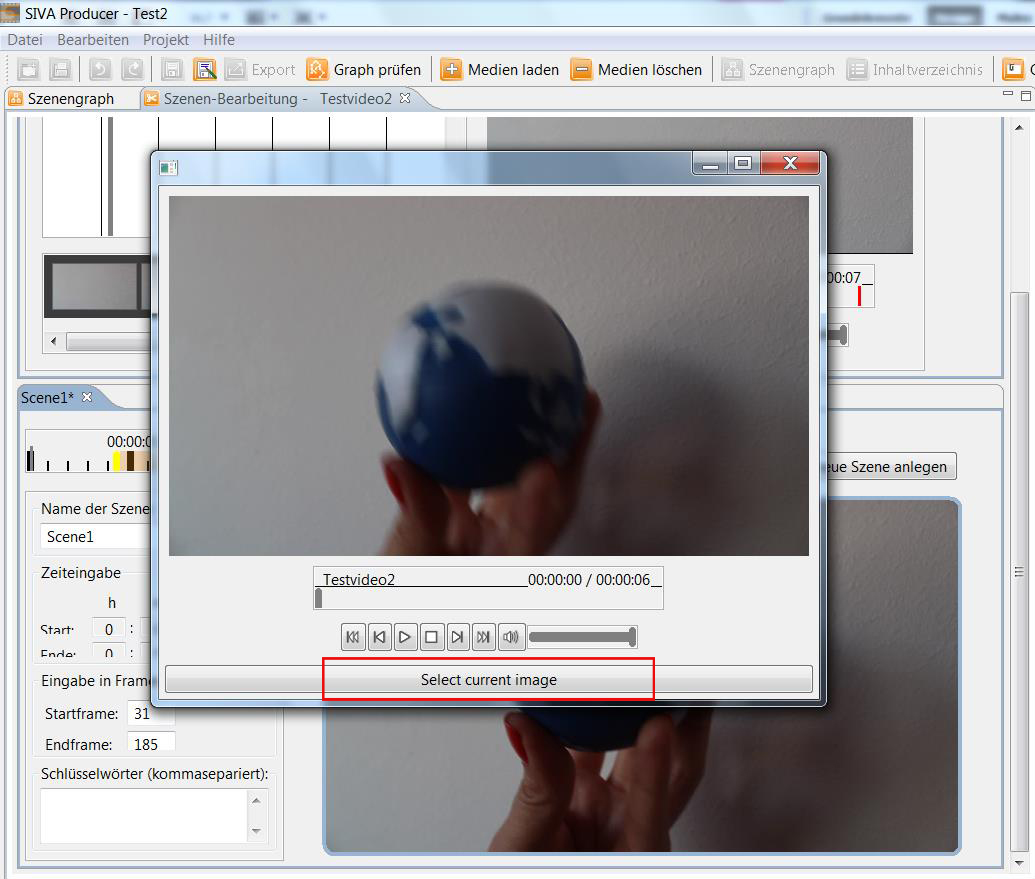 SIVA Producer - Test2
Datei Bearbeiten Projekt Hilfe
Export Graph prüfen Medien laden Medien löschen Szenengraph Inhaltverzeichnis
Szenengraph Szenen-Bearbeitung - Testvideo2
00:07
Testvideo2 00:00:00 / 00:00:06
Select current image
Scene1*
00:00:0
eue Szene anlegen
Name der Szene
Scene1
Zeiteingabe
h
Start: 0 :
Ende: 0 :
Eingabe in Frame
Startframe: 31
Endframe: 185
Schlüsselwörter (kommasepariert):